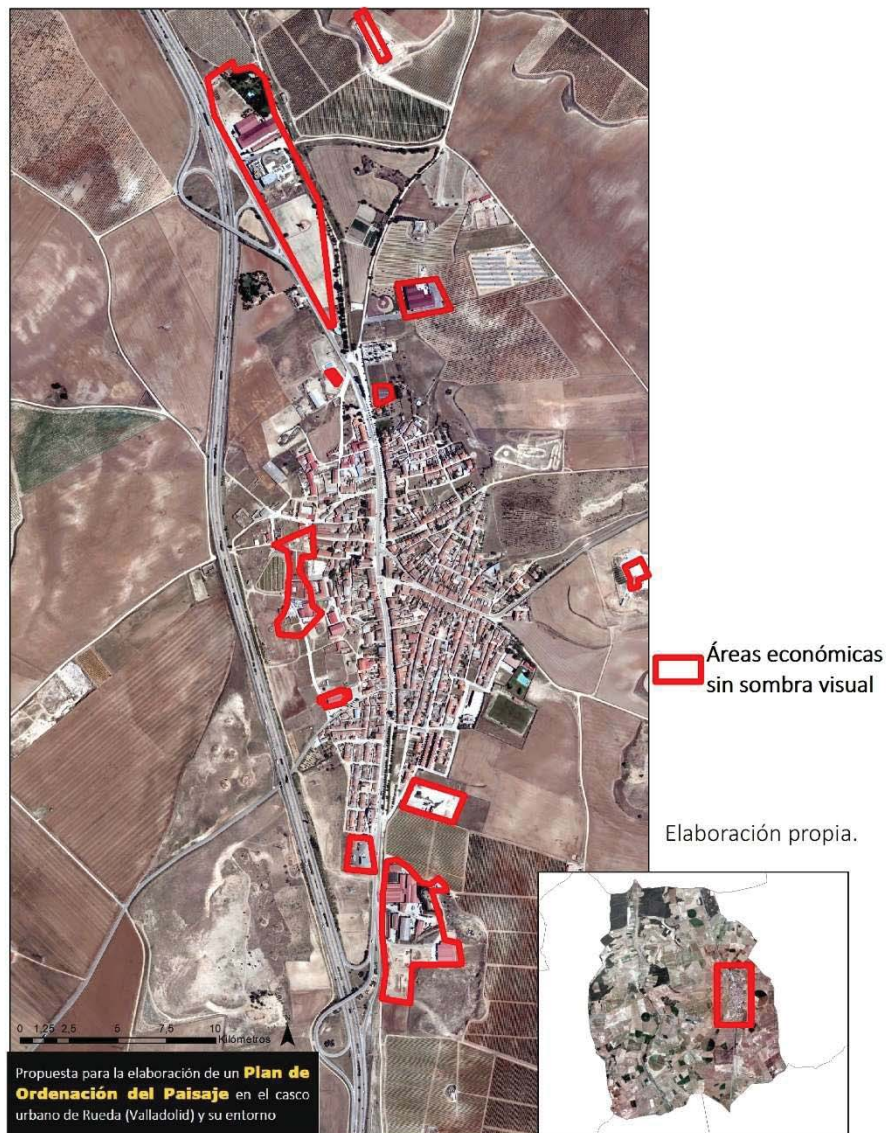 Áreas económicas
sin sombra visual
Elaboración propia.
0 1,25 2,5 5 7,5 10
Kilómetros
Propuesta para la elaboración de un Plan de
Ordenación del Paisaje en el casco
urbano de Rueda (Valladolid) y su entorno